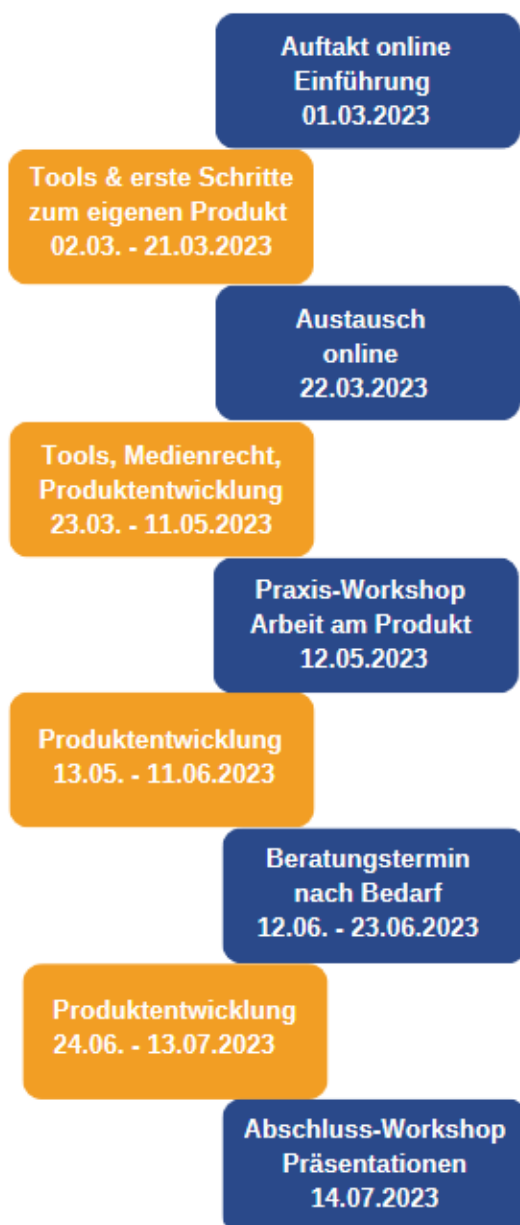 Auftakt online
Einführung
01.03.2023
Tools & erste Schritte
zum eigenen Produkt
02.03. - 21.03.2023
Austausch
online
22.03.2023
Tools, Medienrecht,
Produktentwicklung
23.03. - 11.05.2023
Praxis-Workshop
Arbeit am Produkt
12.05.2023
Produktentwicklung
13.05. - 11.06.2023
Beratungstermin
nach Bedarf
12.06. - 23.06.2023
Produktentwicklung
24.06. - 13.07.2023
Abschluss-Workshop
Präsentationen
14.07.2023